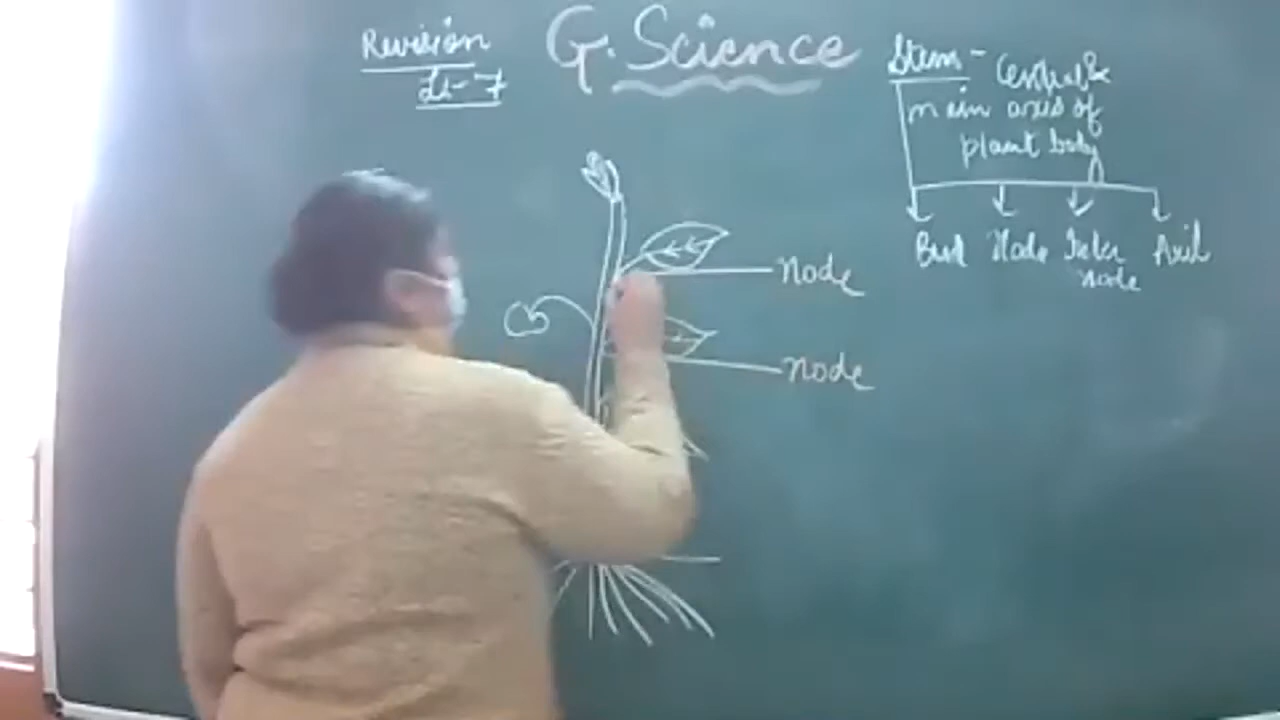 Revision
G. Science
L- 7
Stem - Central &
main axis of
plant body
Bud Node Inter Axil
node
node
node